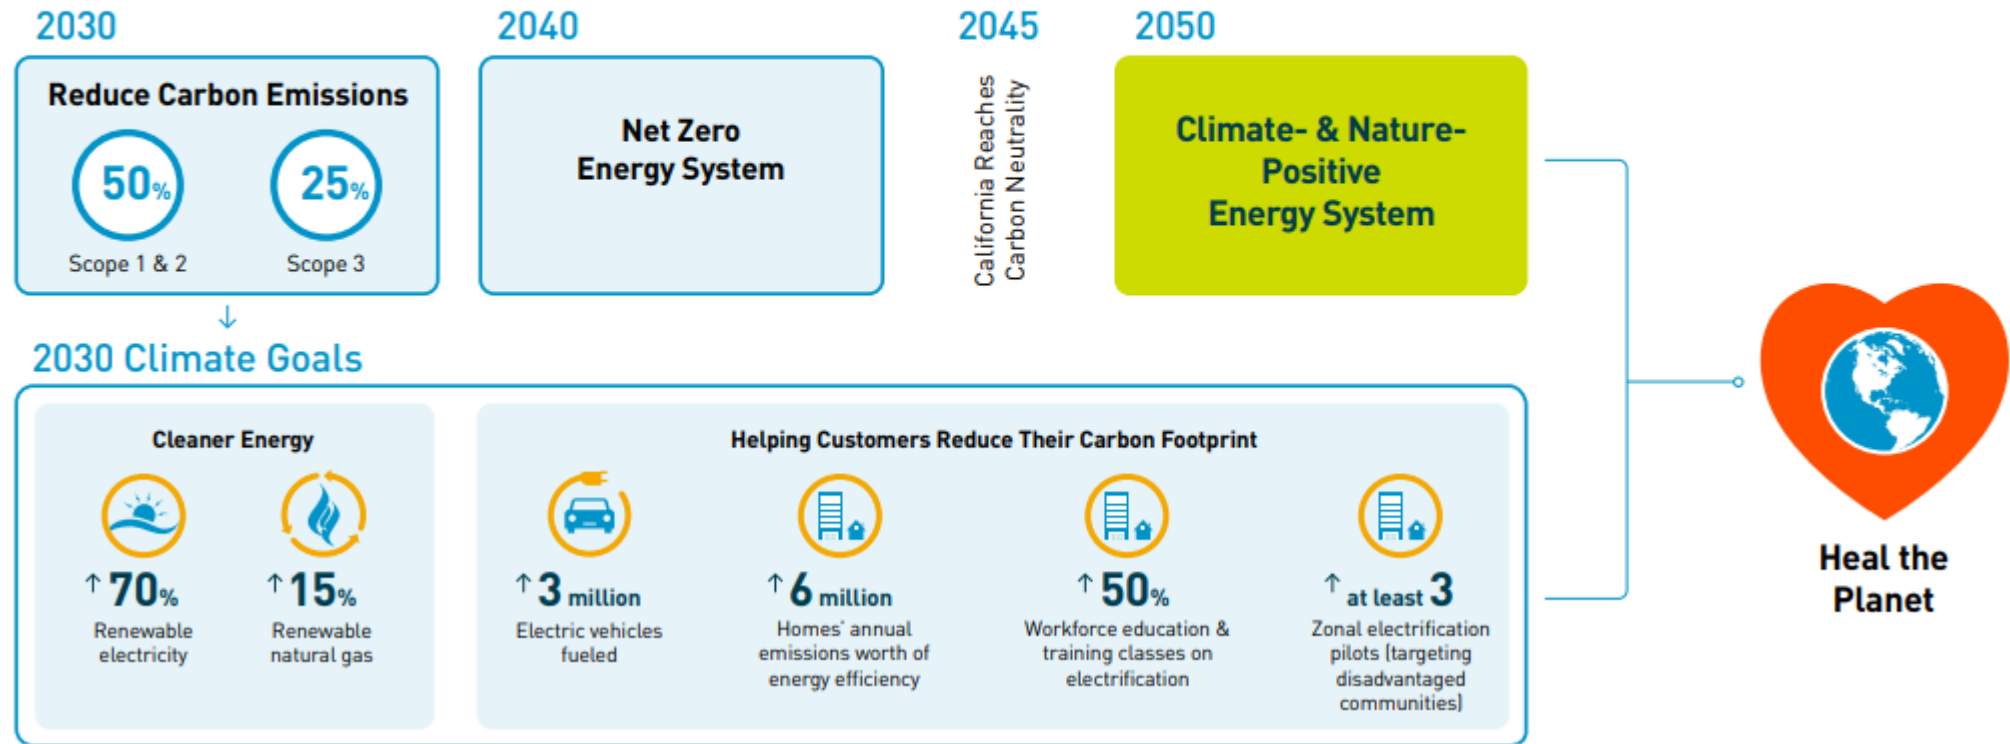 2030
Reduce Carbon Emissions
50%
Scope 1 & 2
25%
Scope 3
2040
Net Zero
Energy System
2045
California Reaches
Carbon Neutrality
2050
Climate- & Nature-
Positive
Energy System
↓
2030 Climate Goals
Cleaner Energy
↑70%
Renewable
electricity
↑15%
Renewable
natural gas
Helping Customers Reduce Their Carbon Footprint
↑3 million
Electric vehicles
fueled
↑6 million
Homes' annual
emissions worth of
energy efficiency
↑50%
Workforce education &
training classes on
electrification
↑at least 3
Zonal electrification
pilots (targeting
disadvantaged
communities)
Heal the
Planet